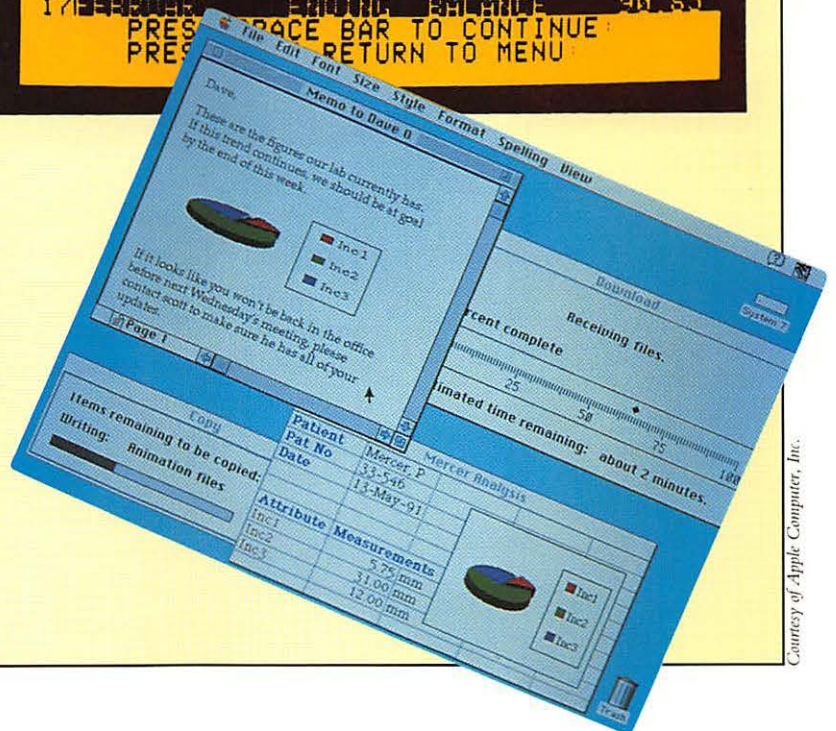 PRES SPACE BAR TO CONTINUE:
PRES RETURN TO MENU:
File Edit Font Size Style Format Spelling View
Memo to Dave
Dave,
These are the figures our lab currently has.
If this trend continues, we should be at goal
by the end of this week.
Inc1
Inc2
Inc3
If it looks like you won't be back in the office
before next Wednesday's meeting, please
contact scott to make sure he has all of your
updates.
Page 1
System 7
Download
Receiving files.
rcent complete
25 50 75 100
imated time remaining: about 2 minutes.
Copy
Items remaining to be copied:
Writing: Animation files
Mercer Analysis
Patient Mercer, P
Pat No 33-546
Date 13-May-91
Attribute Measurements
Inc1 5.75 mm
Inc2 31.00 mm
Inc3 12.00 mm
Inc1
Inc2
Inc3
Trash
Courtesy of Apple Computer, Inc.